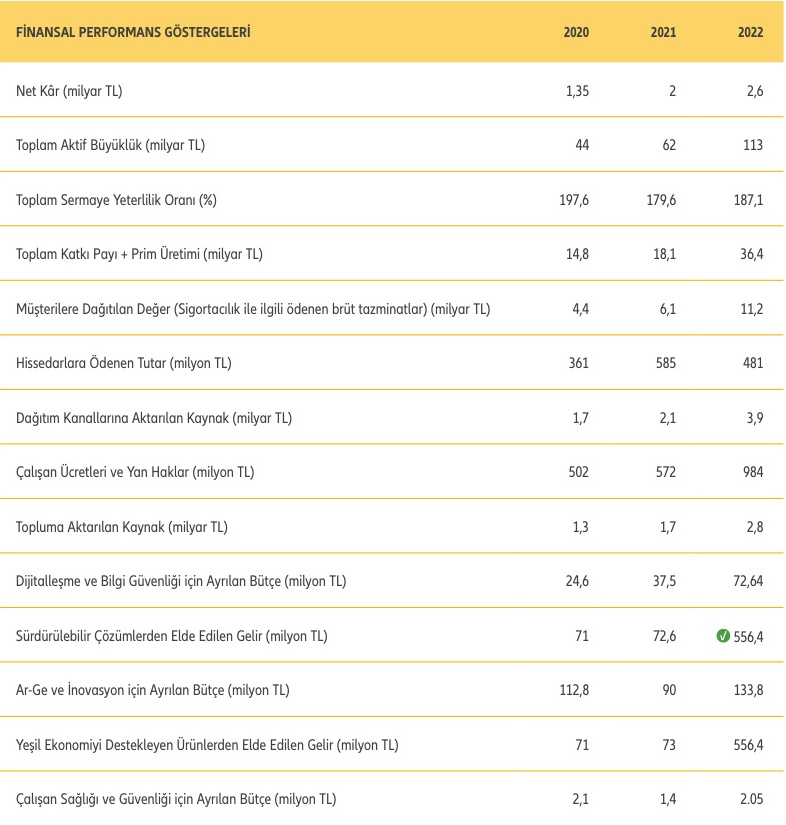 FİNANSAL PERFORMANS GÖSTERGELERİ 2020 2021 2022
Net Kâr (milyar TL) 1,35 2 2,6
Toplam Aktif Büyüklük (milyar TL) 44 62 113
Toplam Sermaye Yeterlilik Oranı (%) 197,6 179,6 187,1
Toplam Katkı Payı + Prim Üretimi (milyar TL) 14,8 18,1 36,4
Müşterilere Dağıtılan Değer (Sigortacılık ile ilgili ödenen brüt tazminatlar) (milyar TL) 4,4 6,1 11,2
Hissedarlara Ödenen Tutar (milyon TL) 361 585 481
Dağıtım Kanallarına Aktarılan Kaynak (milyar TL) 1,7 2,1 3,9
Çalışan Ücretleri ve Yan Haklar (milyon TL) 502 572 984
Topluma Aktarılan Kaynak (milyar TL) 1,3 1,7 2,8
Dijitalleşme ve Bilgi Güvenliği için Ayrılan Bütçe (milyon TL) 24,6 37,5 72,64
Sürdürülebilir Çözümlerden Elde Edilen Gelir (milyon TL) 71 72,6 556,4
Ar-Ge ve İnovasyon için Ayrılan Bütçe (milyon TL) 112,8 90 133,8
Yeşil Ekonomiyi Destekleyen Ürünlerden Elde Edilen Gelir (milyon TL) 71 73 556,4
Çalışan Sağlığı ve Güvenliği için Ayrılan Bütçe (milyon TL) 2,1 1,4 2.05